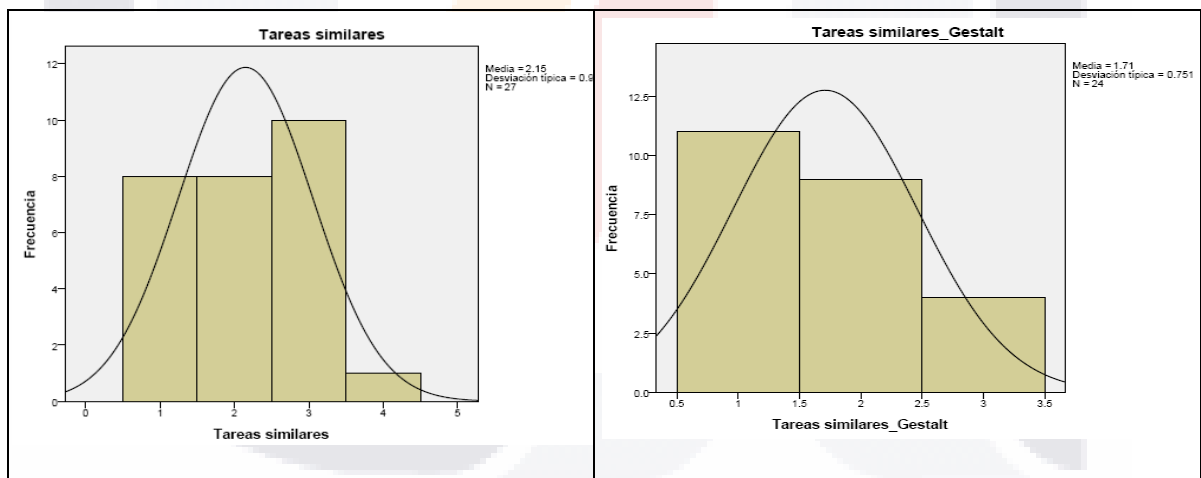 Tareas similares
Media = 2.15
Desviación típica = 0.9
N = 27
12
10
8
6
4
2
0
Frecuencia
0 1 2 3 4 5
Tareas similares
Tareas similares_Gestalt
Media = 1.71
Desviación típica = 0.751
N = 24
12.5
10.0
7.5
5.0
2.5
0.0
Frecuencia
0.5 1 1.5 2 2.5 3 3.5
Tareas similares_Gestalt